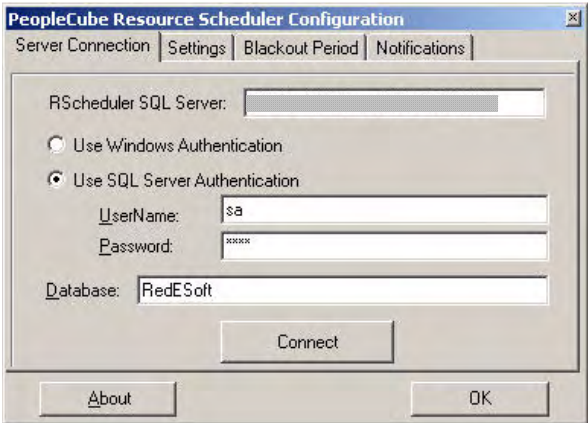 PeopleCube Resource Scheduler Configuration
Server Connection Settings Blackout Period Notifications
RScheduler SQL Server:
Use Windows Authentication
Use SQL Server Authentication
UserName: sa
Password: ****
Database: RedESoft
Connect
About OK